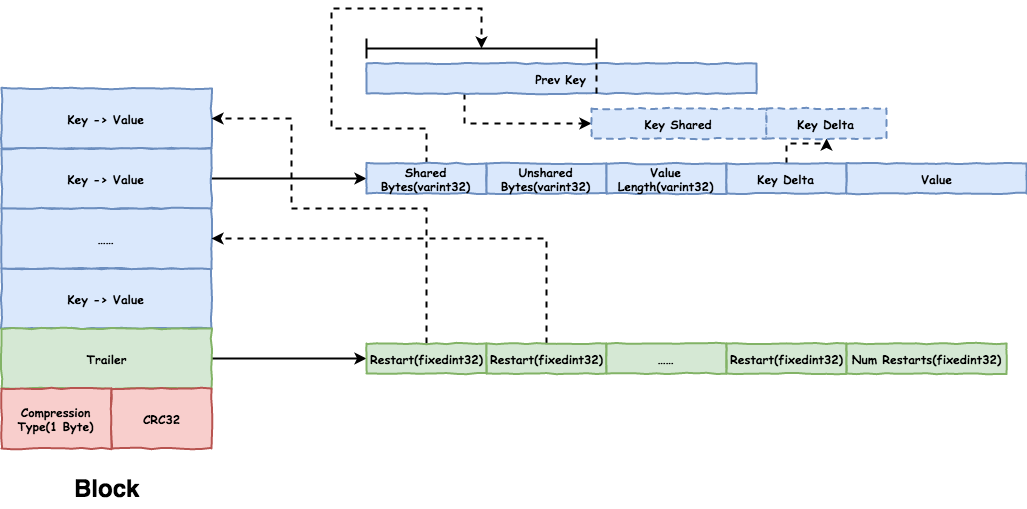 Prev Key
Key -> Value
Key Shared
Key Delta
Key -> Value
Shared
Bytes(varint32)
Unshared
Bytes(varint32)
Value
Length(varint32)
Key Delta
Value
......
Key -> Value
Trailer
Restart(fixedint32)
Restart(fixedint32)
......
Restart(fixedint32)
Num Restarts(fixedint32)
Compression
Type(1 Byte)
CRC32
Block